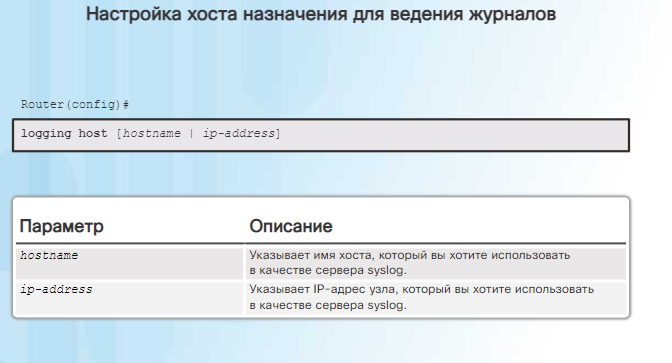 Настройка хоста назначения для ведения журналов
Router(config)#
logging host [hostname | ip-address]
Параметр Описание
hostname Указывает имя хоста, который вы хотите использовать
в качестве сервера syslog.
ip-address Указывает IP-адрес узла, который вы хотите использовать
в качестве сервера syslog.